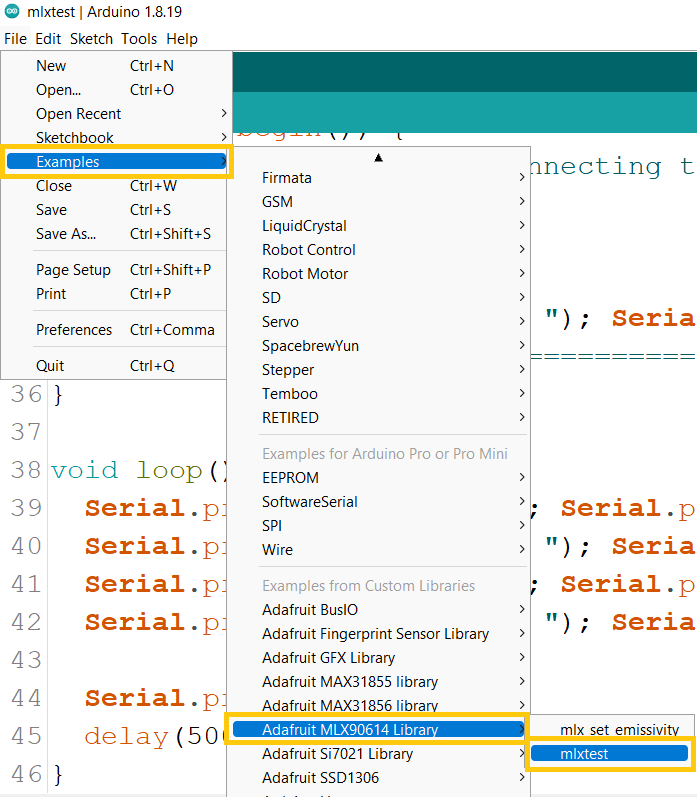 mlxtest | Arduino 1.8.19
File Edit Sketch Tools Help
New Ctrl+N
Open... Ctrl+O
Open Recent
Sketchbook
Examples
Close Ctrl+W
Save Ctrl+S
Save As... Ctrl+Shift+S
Page Setup Ctrl+Shift+P
Print Ctrl+P
Preferences Ctrl+Comma
Quit Ctrl+Q
Firmata
GSM
LiquidCrystal
Robot Control
Robot Motor
SD
Servo
SpacebrewYun
Stepper
Temboo
RETIRED
Examples for Arduino Pro or Pro Mini
EEPROM
SoftwareSerial
SPI
Wire
Examples from Custom Libraries
Adafruit BusIO
Adafruit Fingerprint Sensor Library
Adafruit GFX Library
Adafruit MAX31855 library
Adafruit MAX31856 library
Adafruit MLX90614 Library
Adafruit Si7021 Library
Adafruit SSD1306
mlx_set_emissivity
mlxtest
begin()) {
nnecting t
"); Seria
===========
36 }
37
38 void loop()
39 Serial.pr ; Serial.p
40 Serial.pr "); Seria
41 Serial.pr ; Serial.p
42 Serial.pr "); Seria
43
44 Serial.pr
45 delay(500
46 }